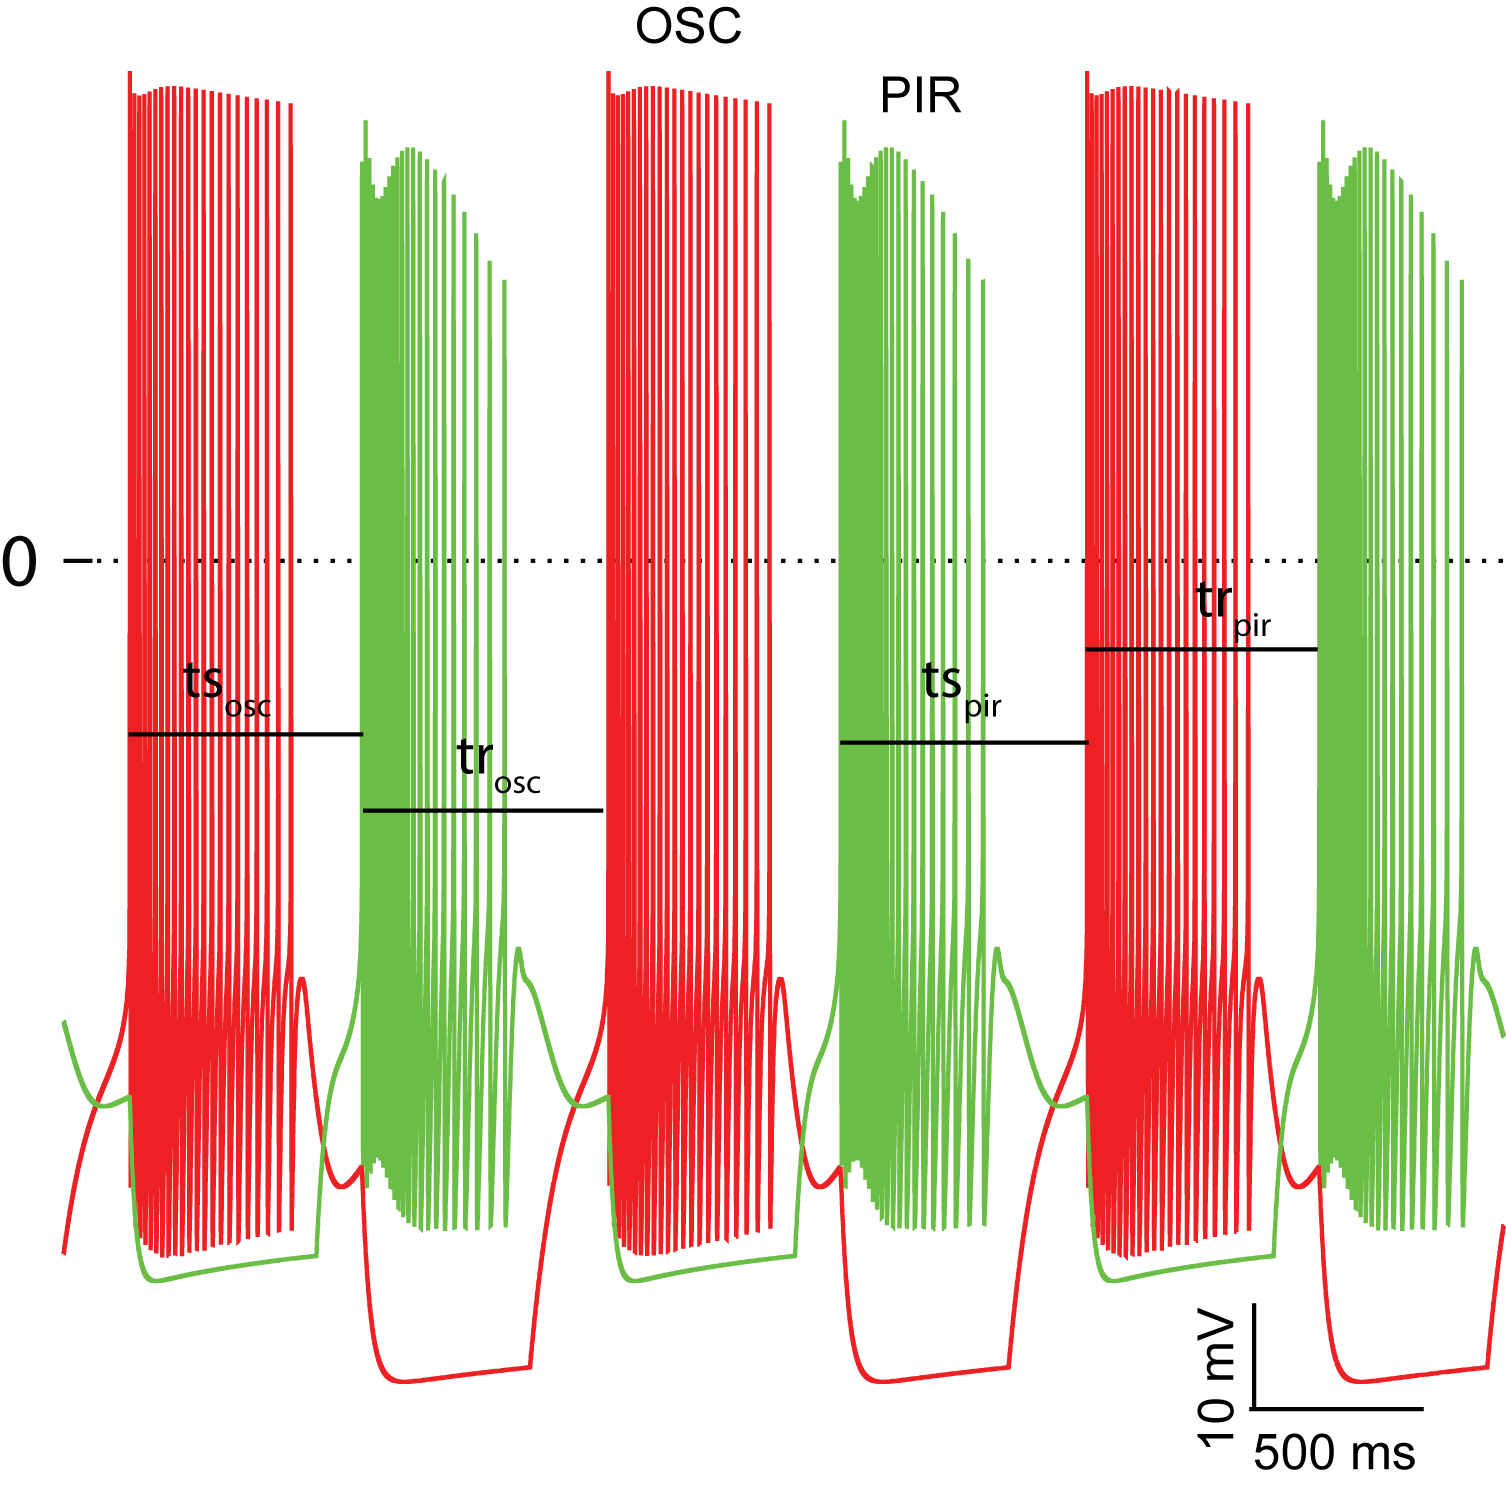 OSC
PIR
0
tr pir
ts osc
ts pir
tr osc
10 mV
500 ms